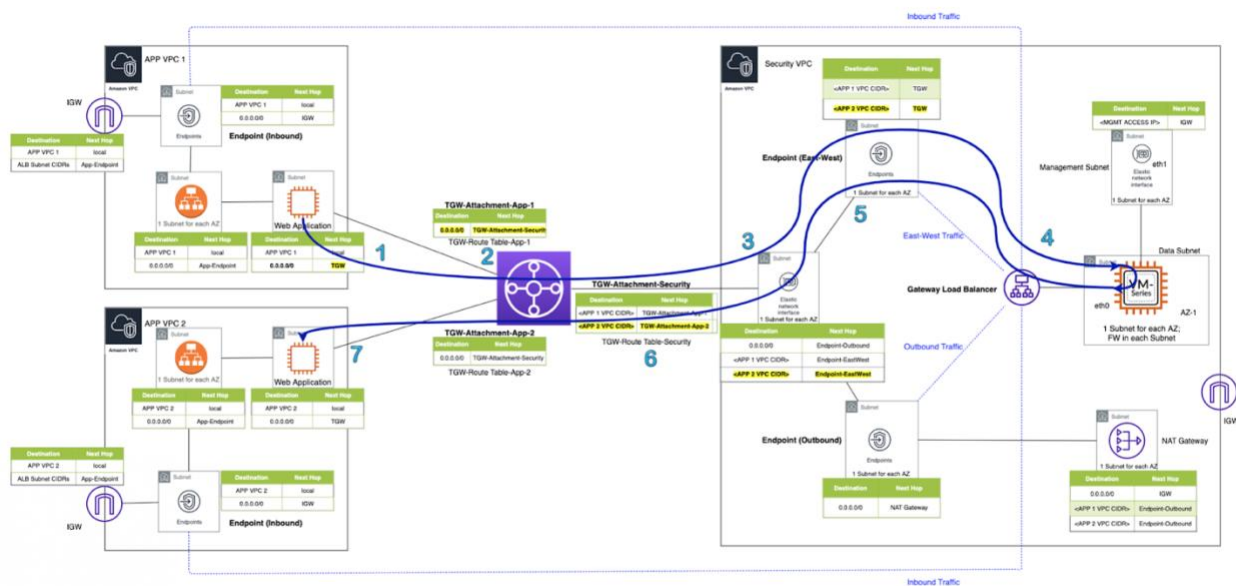 Inbound Traffic
APP VPC 1
Amazon VPC
Subnet
Endpoints
Destination Next Hop
APP VPC 1 local
0.0.0.0/0 IGW
Endpoint (Inbound)
IGW
Destination Next Hop
APP VPC 1 local
ALB Subnet CIDRs App-Endpoint
Subnet
1 Subnet for each AZ
Subnet
Web Application
Destination Next Hop
APP VPC 1 local
0.0.0.0/0 App-Endpoint
Destination Next Hop
APP VPC 1
0.0.0.0/0 TGW
1
2
TGW-Attachment-App-1
Destination Next Hop
0.0.0.0/0 TGW-Attachment-Security
TGW-Route Table-App-1
APP VPC 2
Amazon VPC
Subnet
1 Subnet for each AZ
Web Application
7
Destination Next Hop
APP VPC 2 local
0.0.0.0/0 App-Endpoint
Destination Next Hop
APP VPC 2 local
0.0.0.0/0 TGW
Destination Next Hop
APP VPC 2 local
ALB Subnet CIDRs App-Endpoint
IGW
Subnet
Endpoints
Destination Next Hop
APP VPC 2 local
0.0.0.0/0 IGW
Endpoint (Inbound)
TGW-Attachment-App-2
Destination Next Hop
0.0.0.0/0 TGW-Attachment-Security
TGW-Route Table-App-2
TGW-Attachment-Security
Destination Next Hop
<APP 1 VPC CIDR> TGW-Attachment-App-1
<APP 2 VPC CIDR> TGW-Attachment-App-2
TGW-Route Table-Security
6
Security VPC
Amazon VPC
Destination Next Hop
<APP 1 VPC CIDR> TGW
<APP 2 VPC CIDR> TGW
Subnet
Endpoint (East-West)
Endpoints
1 Subnet for each AZ
5
3
Subnet
Elastic
network
interface
1 Subnet for each AZ
Destination Next Hop
0.0.0.0/0 Endpoint-Outbound
<APP 1 VPC CIDR> Endpoint-EastWest
<APP 2 VPC CIDR> Endpoint-EastWest
East-West Traffic
Gateway Load Balancer
Outbound Traffic
Destination Next Hop
<MGMT ACCESS IP> IGW
Subnet
Management Subnet
eth1
Elastic
network
interface
1 Subnet for each AZ
4
Data Subnet
Subnet
VM-
Series
eth0
AZ-1
1 Subnet for each AZ;
FW in each Subnet
IGW
Subnet
Endpoint (Outbound)
Endpoints
1 Subnet for each AZ
Destination Next Hop
0.0.0.0/0 NAT Gateway
Subnet
NAT Gateway
1 Subnet for each AZ
Destination Next Hop
0.0.0.0/0 IGW
<APP 1 VPC CIDR> Endpoint-Outbound
<APP 2 VPC CIDR> Endpoint-Outbound
Inbound Traffic